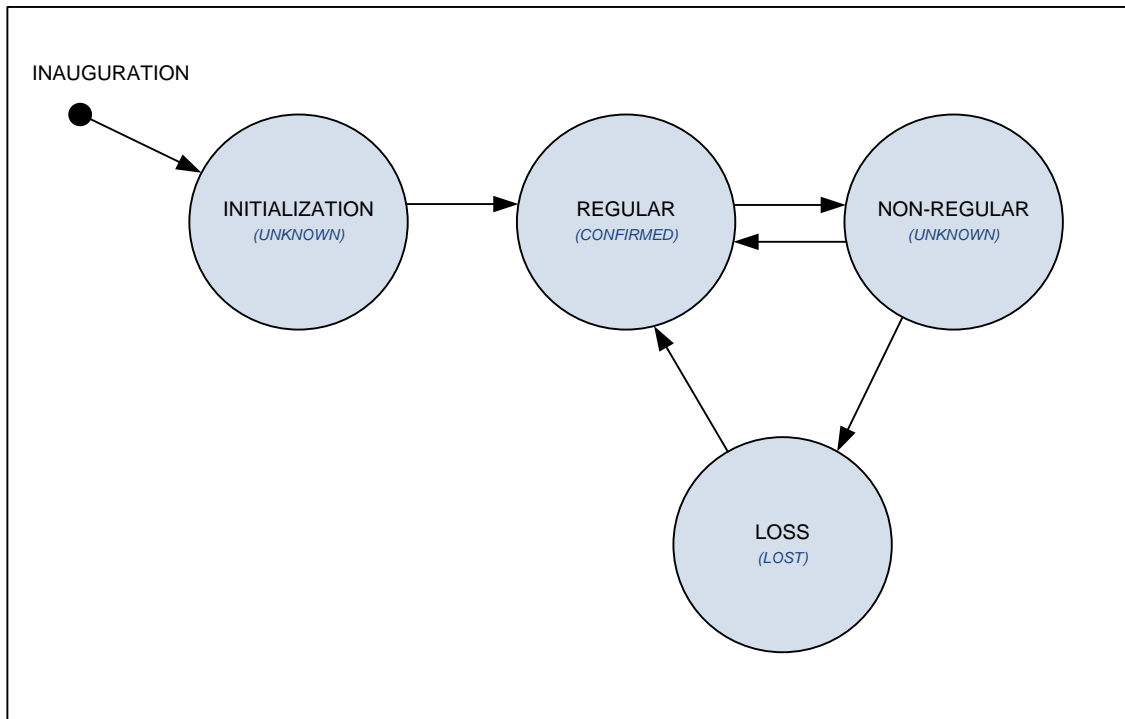 INAUGURATION
INITIALIZATION
(UNKNOWN)
REGULAR
(CONFIRMED)
NON-REGULAR
(UNKNOWN)
LOSS
(LOST)